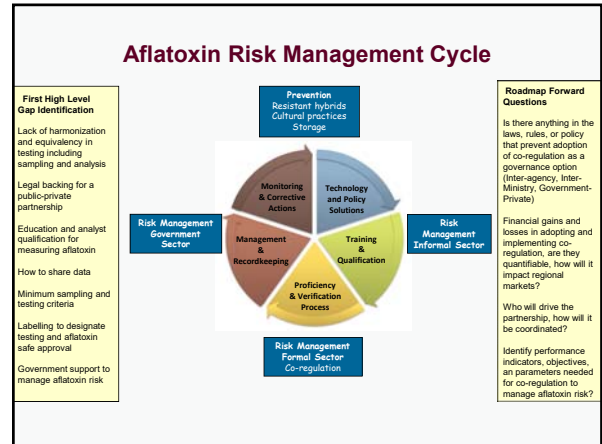 Aflatoxin Risk Management Cycle
First High Level
Gap Identification
Lack of harmonization
and equivalency in
testing including
sampling and analysis
Legal backing for a
public-private
partnership
Education and analyst
qualification for
measuring aflatoxin
How to share data
Minimum sampling and
testing criteria
Labelling to designate
testing and aflatoxin
safe approval
Government support to
manage aflatoxin risk
Prevention
Resistant hybrids
Cultural practices
Storage
Monitoring
& Corrective
Actions
Technology
and Policy
Solutions
Risk Management
Government
Sector
Management
&
Recordkeeping
Training
&
Qualification
Risk
Management
Informal Sector
Proficiency
& Verification
Process
Risk Management
Formal Sector
Co-regulation
Roadmap Forward
Questions
Is there anything in the
laws, rules, or policy
that prevent adoption
of co-regulation as a
governance option
(Inter-agency, Inter-
Ministry, Government-
Private)
Financial gains and
losses in adopting and
implementing co-
regulation, are they
quantifiable, how will it
impact regional
markets?
Who will drive the
partnership, how will it
be coordinated?
Identify performance
indicators, objectives,
an parameters needed
for co-regulation to
manage aflatoxin risk?